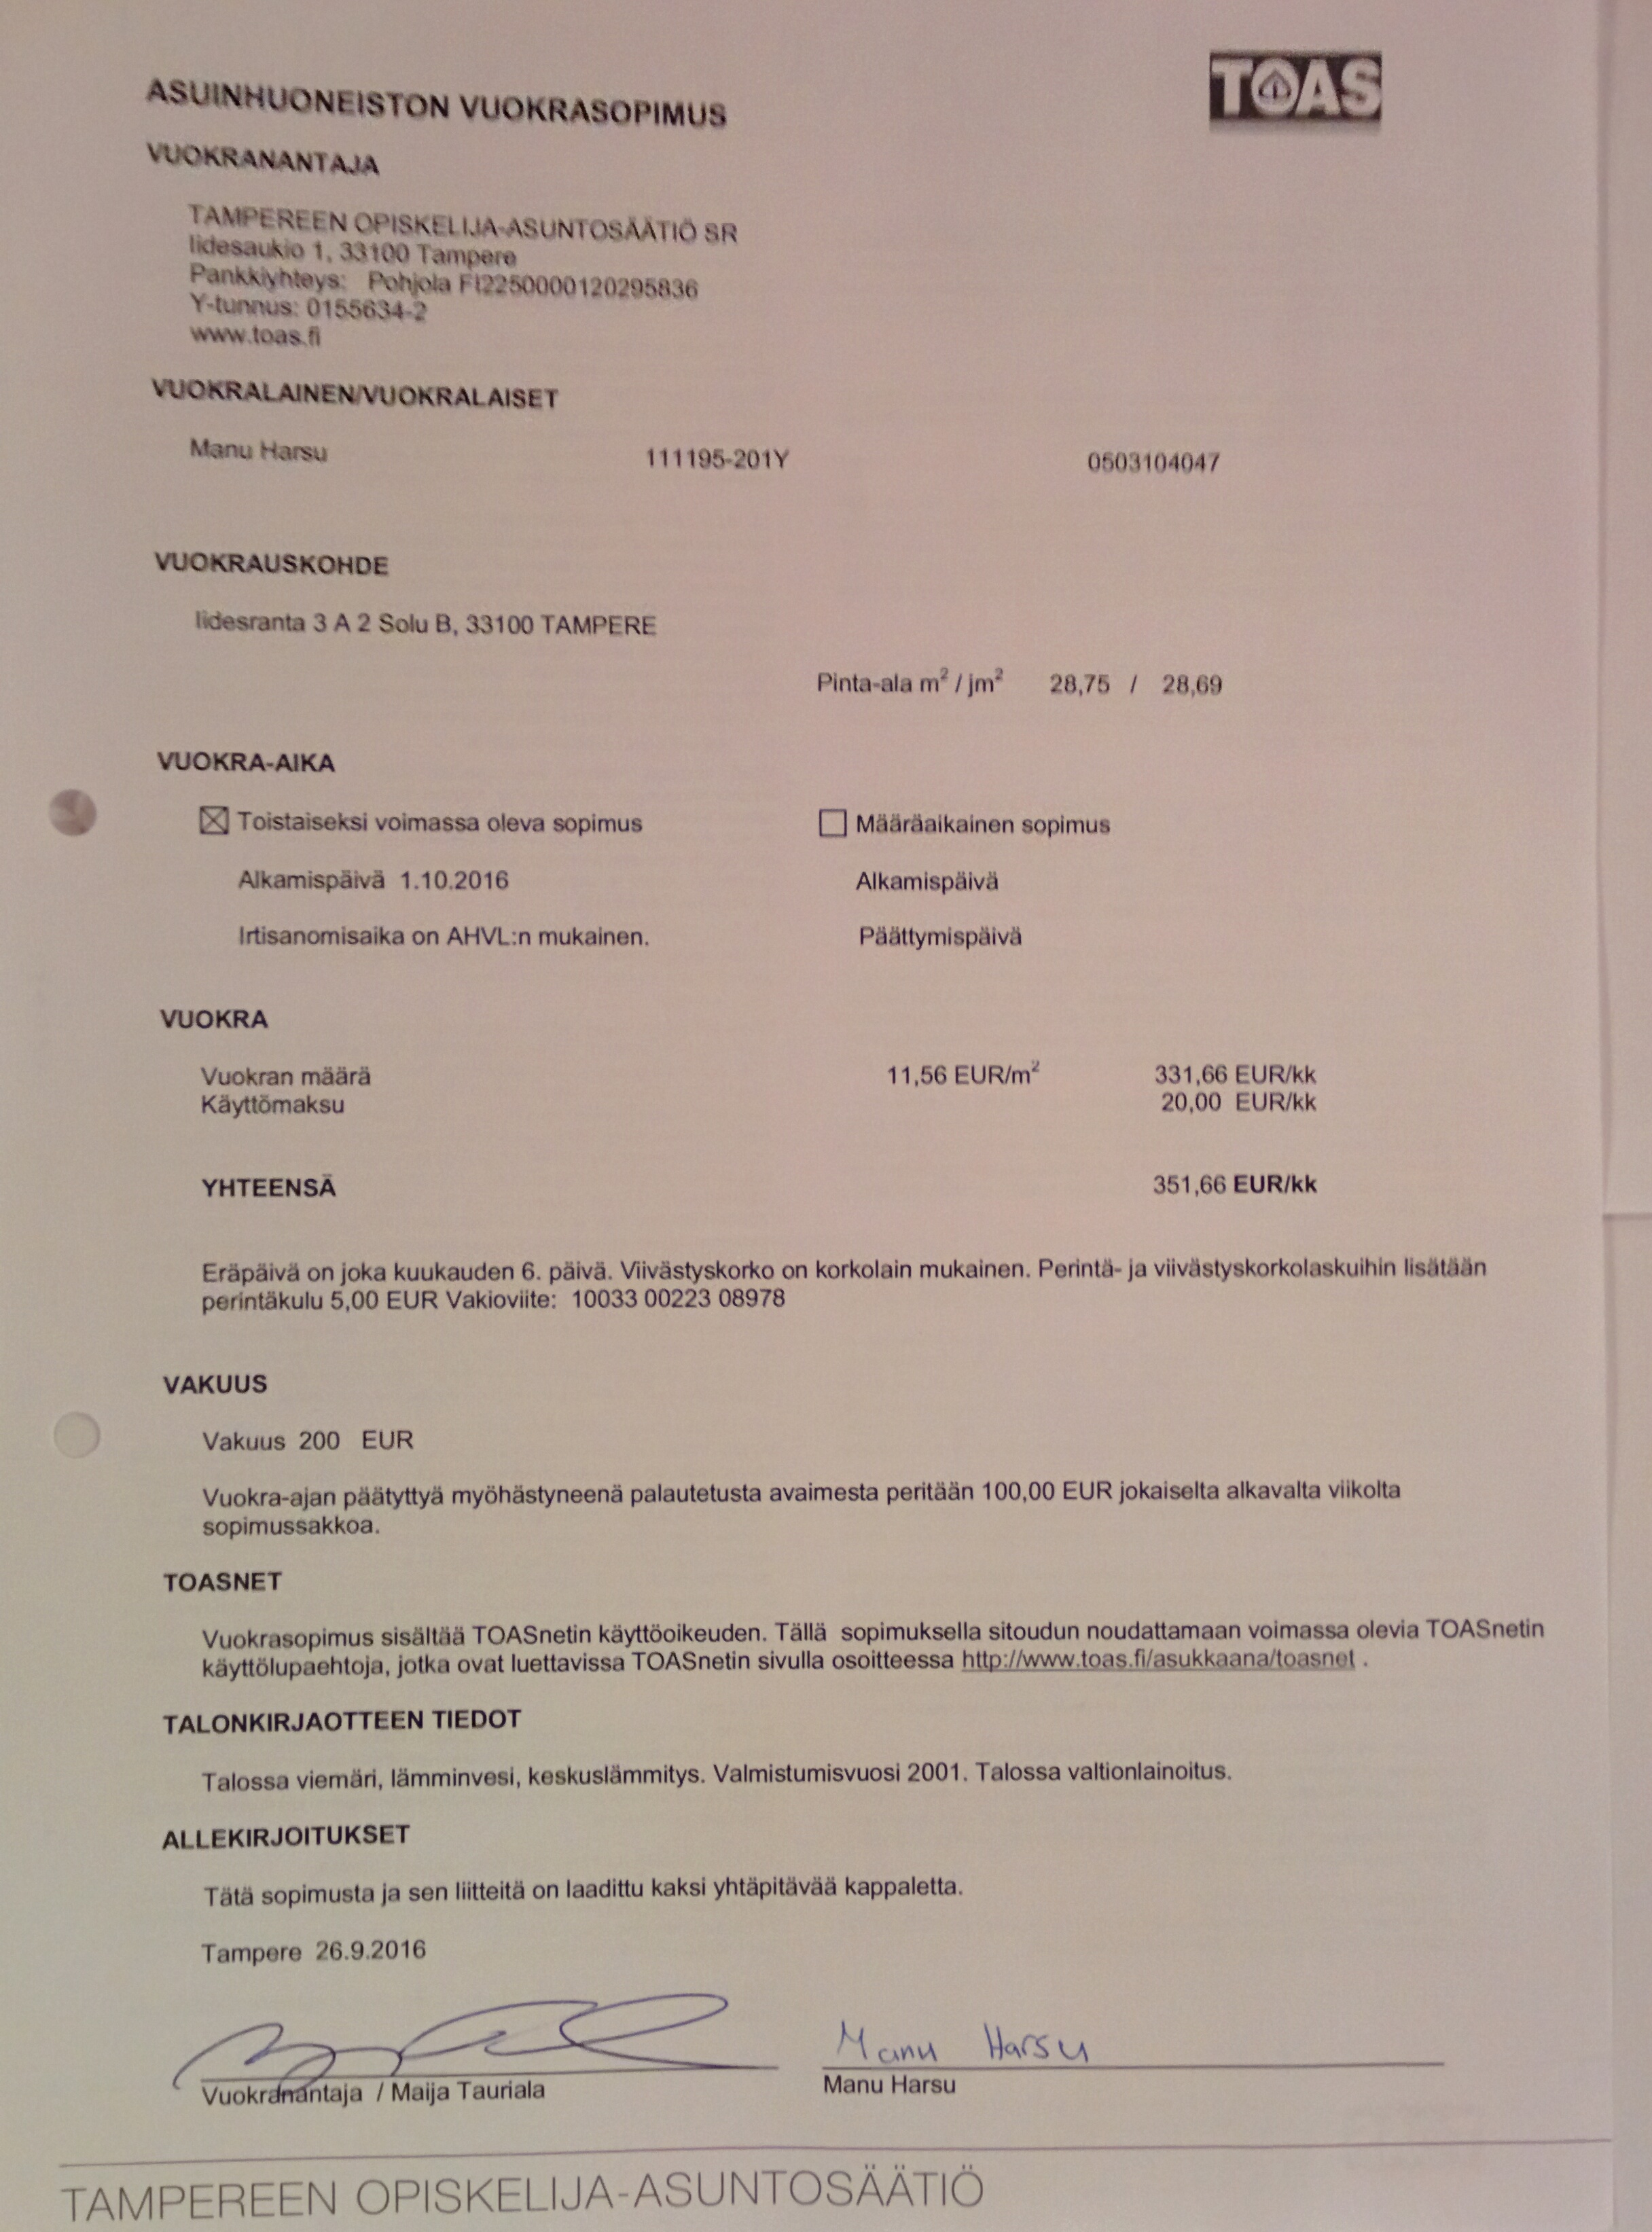 TOAS
ASUINHUONEISTON VUOKRASOPIMUS
VUOKRANANTAJA
TAMPEREEN OPISKELIJA-ASUNTOSÄÄTIÖ SR
Iidesaukio 1, 33100 Tampere
Pankkiyhteys: Pohjola FI2250000120295836
Y-tunnus: 0155634-2
www.toas.fi
VUOKRALAINEN/VUOKRALAISET
Manu Harsu 111195-201Y 0503104047
VUOKRAUSKOHDE
Iidesranta 3 A 2 Solu B, 33100 TAMPERE
Pinta-ala m² / jm² 28,75 / 28,69
VUOKRA-AIKA
☒ Toistaiseksi voimassa oleva sopimus ☐ Määräaikainen sopimus
Alkamispäivä 1.10.2016 Alkamispäivä
Irtisanomisaika on AHVL:n mukainen. Päättymispäivä
VUOKRA
Vuokran määrä 11,56 EUR/m² 331,66 EUR/kk
Käyttömaksu 20,00 EUR/kk
YHTEENSÄ 351,66 EUR/kk
Eräpäivä on joka kuukauden 6. päivä. Viivästyskorko on korkolain mukainen. Perintä- ja viivästyskorkolaskuihin lisätään
perintäkulu 5,00 EUR Vakioviite: 10033 00223 08978
VAKUUS
Vakuus 200 EUR
Vuokra-ajan päätyttyä myöhästyneenä palautetusta avaimesta peritään 100,00 EUR jokaiselta alkavalta viikolta
sopimussakkoa.
TOASNET
Vuokrasopimus sisältää TOASnetin käyttöoikeuden. Tällä sopimuksella sitoudun noudattamaan voimassa olevia TOASnetin
käyttölupaehtoja, jotka ovat luettavissa TOASnetin sivulla osoitteessa http://www.toas.fi/asukkaana/toasnet .
TALONKIRJAOTTEEN TIEDOT
Talossa viemäri, lämminvesi, keskuslämmitys. Valmistumisvuosi 2001. Talossa valtionlainoitus.
ALLEKIRJOITUKSET
Tätä sopimusta ja sen liitteitä on laadittu kaksi yhtäpitävää kappaletta.
Tampere 26.9.2016
Manu Harsu
Vuokranantaja / Maija Tauriala Manu Harsu
TAMPEREEN OPISKELIJA-ASUNTOSÄÄTIÖ